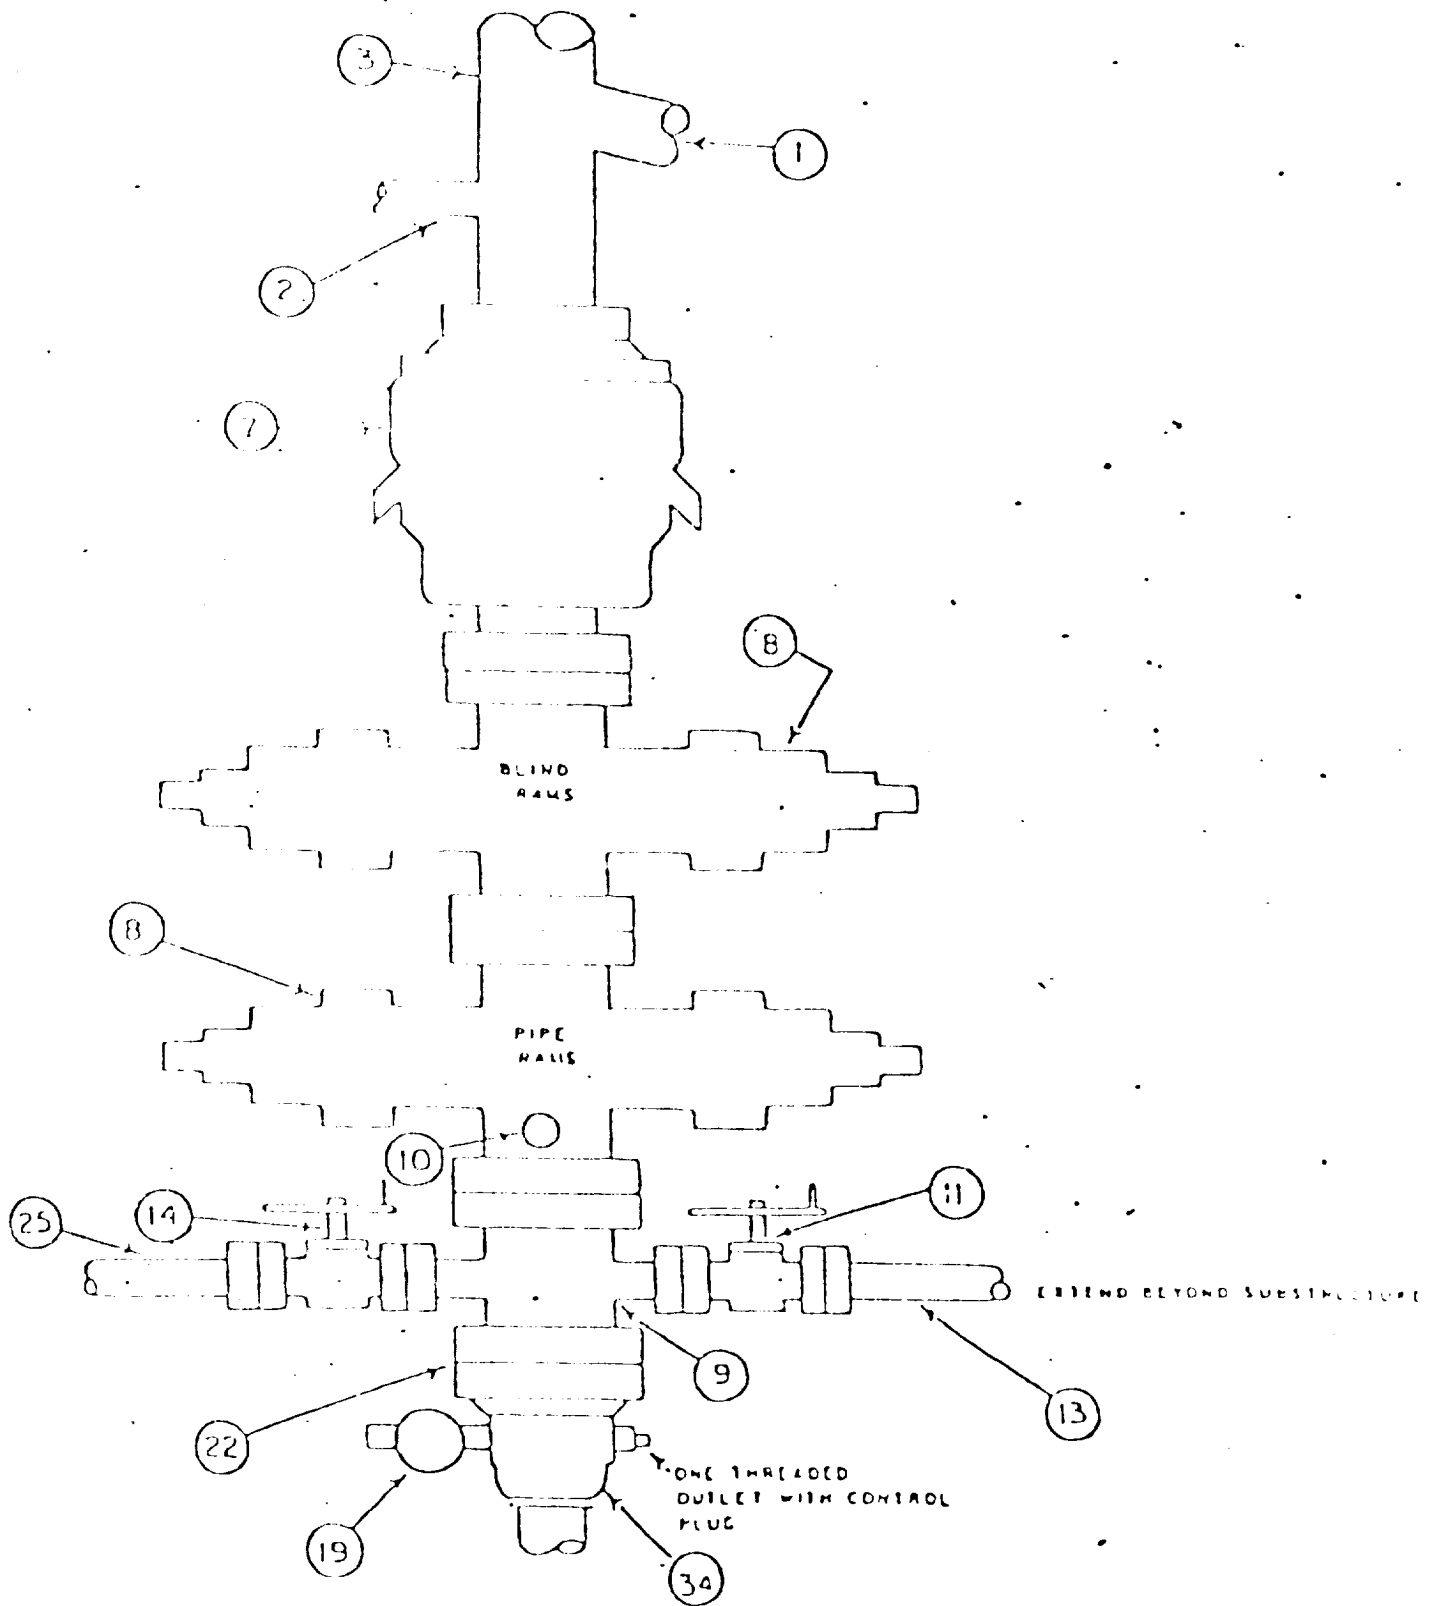 3
1
2
7
8
BLIND
RAMS
8
PIPE
RAMS
10
14
11
25
EXTEND BEYOND SUBSTRUCTURE
9
13
22
ONE THREADED
OUTLET WITH CONTROL
PLUG
19
34